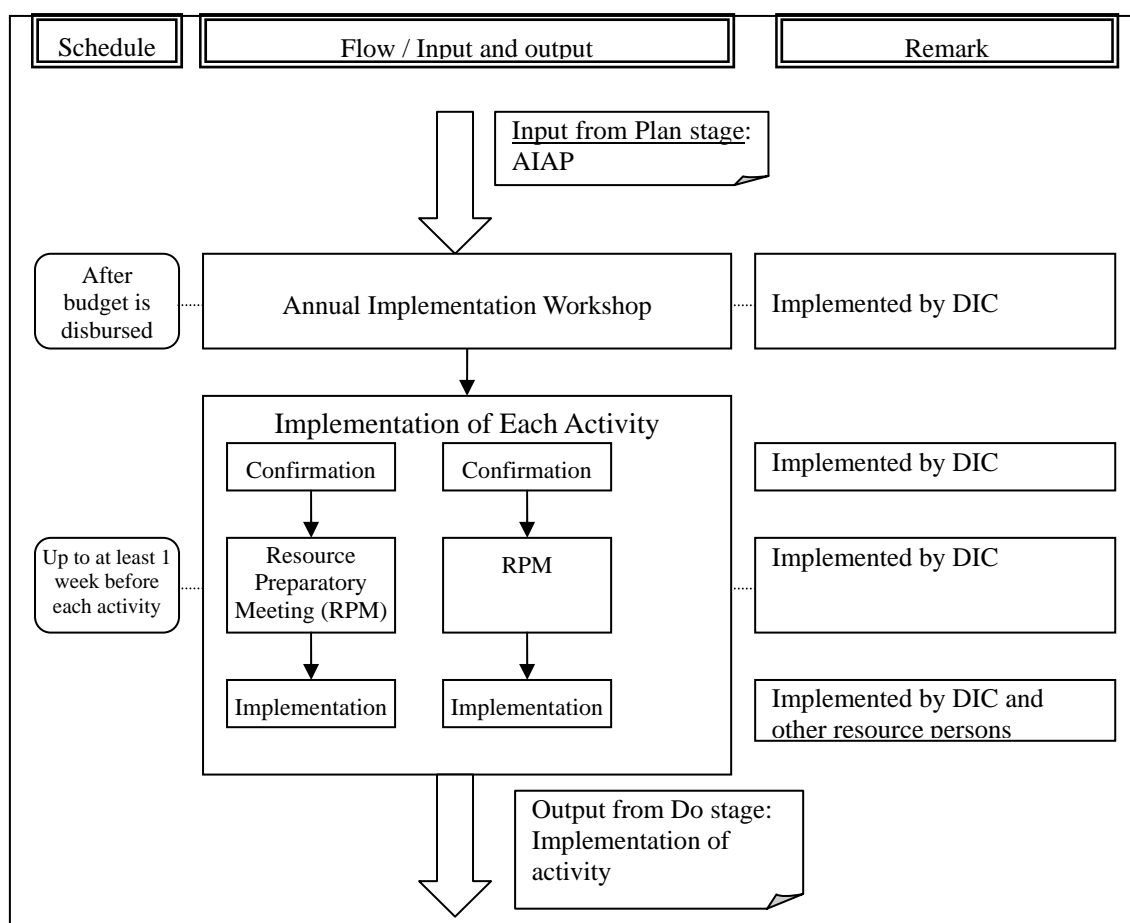 Schedule
Flow / Input and output
Remark
Input from Plan stage:
AIAP
After
budget is
disbursed
Annual Implementation Workshop
Implemented by DIC
Implementation of Each Activity
Confirmation
Confirmation
Implemented by DIC
Up to at least 1
week before
each activity
Resource
Preparatory
Meeting (RPM)
RPM
Implemented by DIC
Implementation
Implementation
Implemented by DIC and
other resource persons
Output from Do stage:
Implementation of
activity